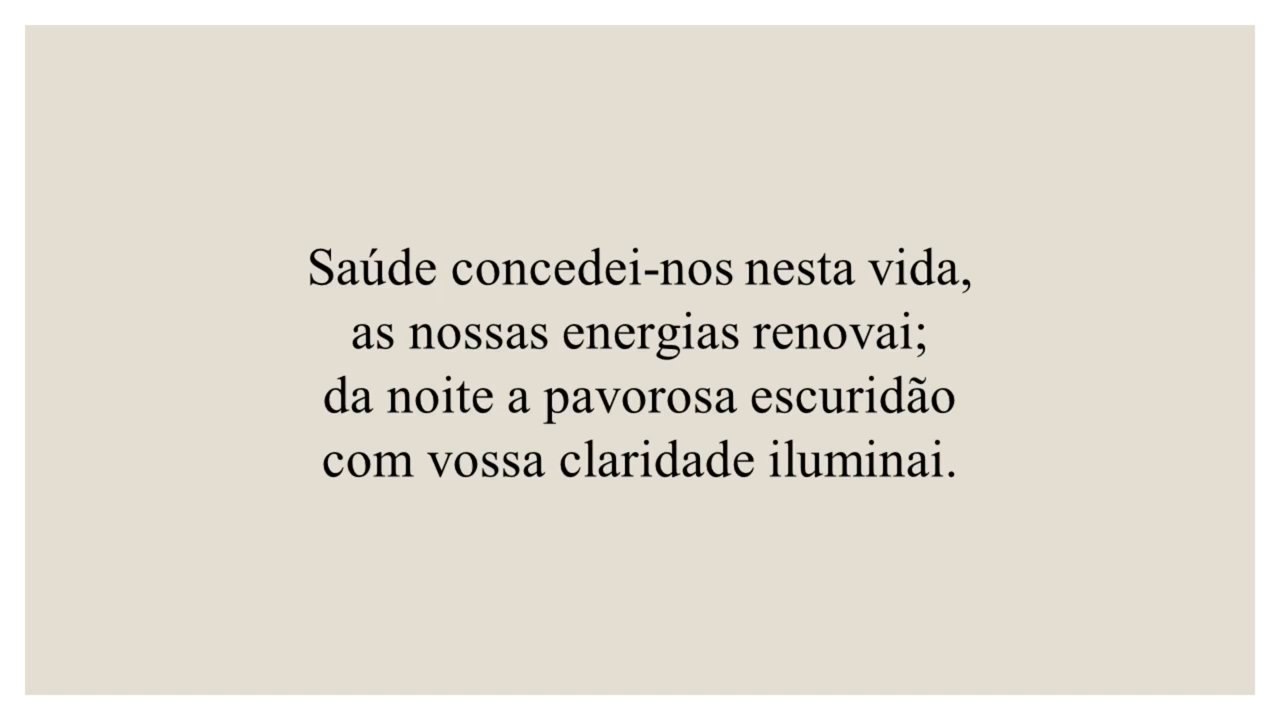 Saúde concedei-nos nesta vida,
as nossas energias renovai;
da noite a pavorosa escuridão
com vossa claridade iluminai.